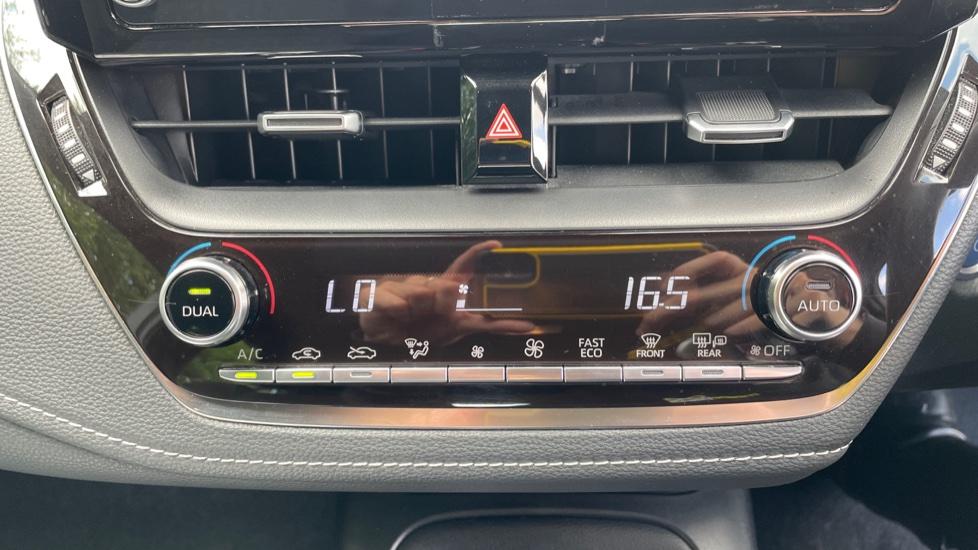 LO
16.5
DUAL
AUTO
A/C
FAST
ECO
FRONT
REAR
OFF